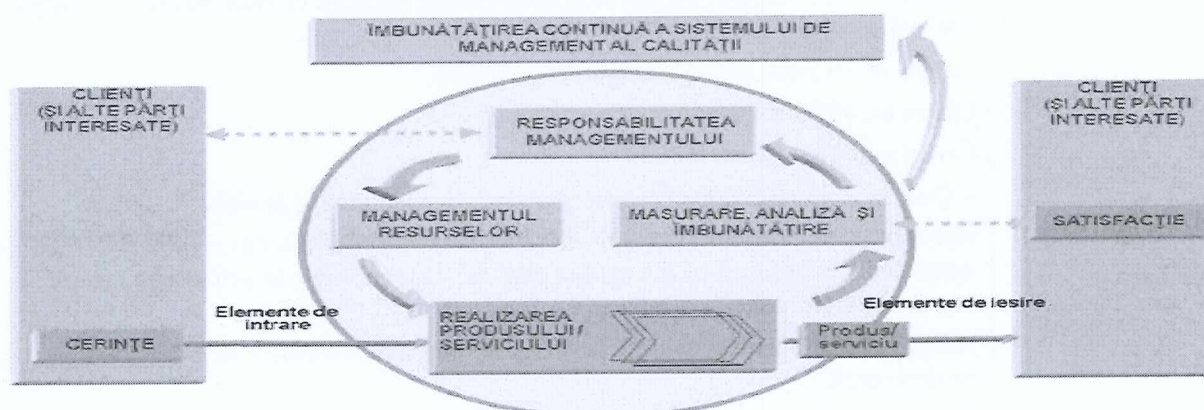 ÎMBUNĂTĂȚIREA CONTINUĂ A SISTEMULUI DE
MANAGEMENT AL CALITĂȚII
CLIENȚI
(ȘI ALTE PĂRȚI
INTERESATE)
RESPONSABILITATEA
MANAGEMENTULUI
CLIENȚI
(ȘI ALTE PĂRȚI
INTERESATE)
MANAGEMENTUL
RESURSELOR
MASURARE, ANALIZĂ ȘI
ÎMBUNĂTĂȚIRE
SATISFACȚIE
Elemente de
intrare
Elemente de iesire
REALIZAREA
PRODUSULUI/
SERVICIULUI
CERINȚE
Produs/
serviciu